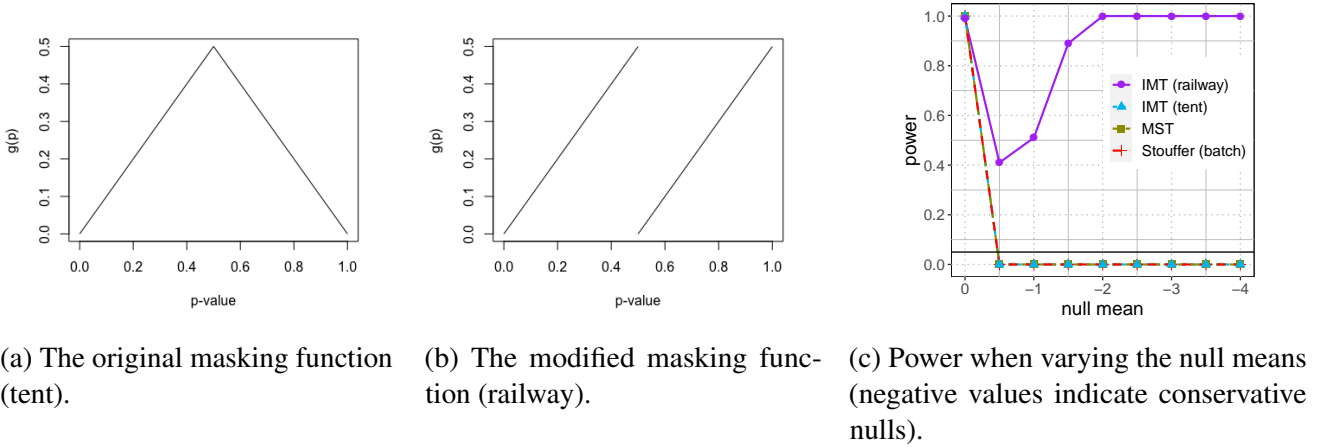 0.5
0.4
0.3
0.2
0.1
0.0
g(p)
0.0 0.2 0.4 0.6 0.8 1.0
p-value
0.5
0.4
0.3
0.2
0.1
0.0
g(p)
0.0 0.2 0.4 0.6 0.8 1.0
p-value
1.0
0.8
0.6
0.4
0.2
0.0
power
IMT (railway)
IMT (tent)
MST
Stouffer (batch)
0 −1 −2 −3 −4
null mean
(a) The original masking function
(tent).
(b) The modified masking func-
tion (railway).
(c) Power when varying the null means
(negative values indicate conservative
nulls).